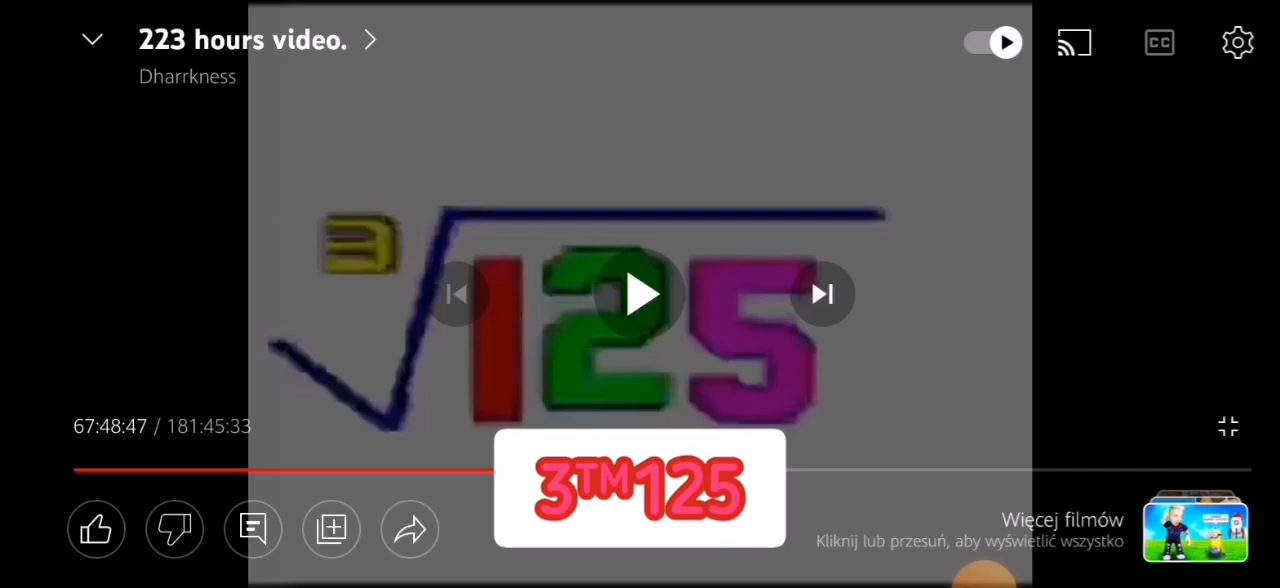 223 hours video.
Dharrkness
CC
3
√125
67:48:47 / 181:45:33
3™125
Więcej filmów
Kliknij lub przesuń, aby wyświetlić wszystko